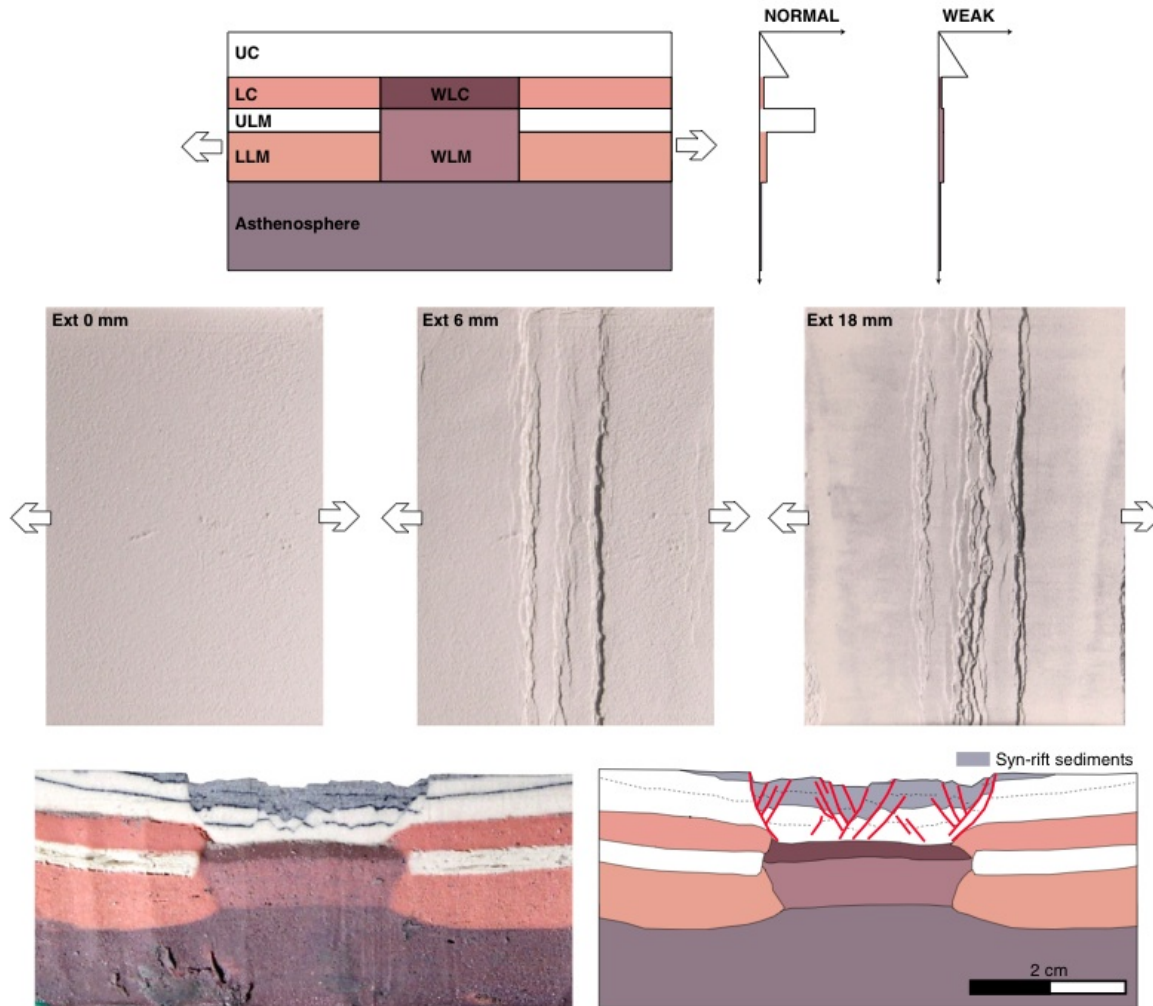 NORMAL
WEAK
UC
LC
WLC
ULM
LLM
WLM
Asthenosphere
Ext 0 mm
Ext 6 mm
Ext 18 mm
Syn-rift sediments
2 cm